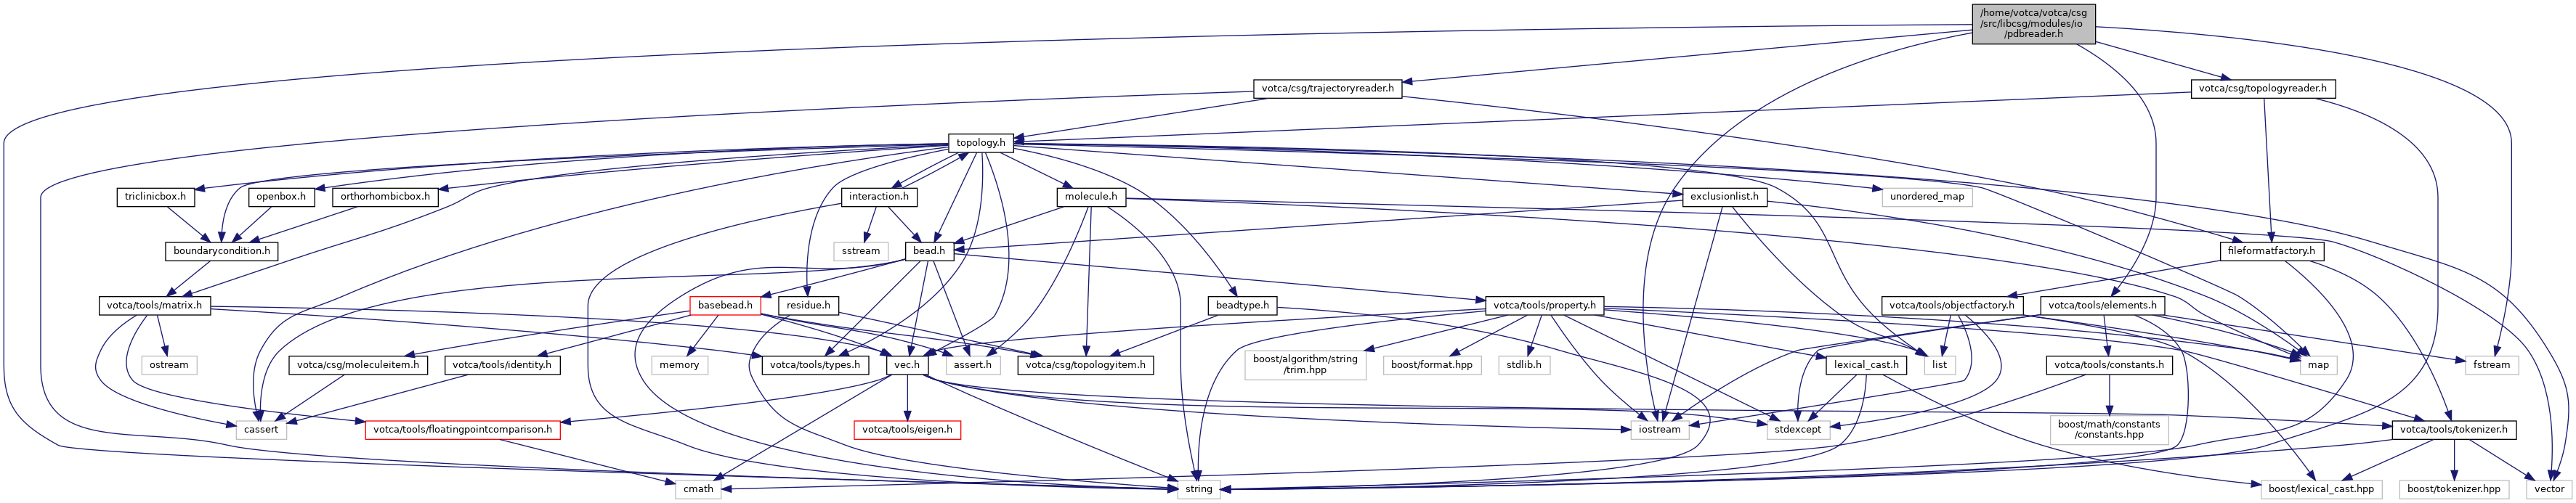 /home/votca/votca/csg
/src/libcsg/modules/io
/pdbreader.h
votca/csg/trajectoryreader.h
votca/csg/topologyreader.h
topology.h
triclinicbox.h
openbox.h
orthorhombicbox.h
interaction.h
molecule.h
exclusionlist.h
unordered_map
boundarycondition.h
sstream
bead.h
fileformatfactory.h
votca/tools/matrix.h
basebead.h
residue.h
beadtype.h
votca/tools/property.h
votca/tools/objectfactory.h
votca/tools/elements.h
ostream
votca/csg/moleculeitem.h
votca/tools/identity.h
memory
votca/tools/types.h
vec.h
assert.h
votca/csg/topologyitem.h
boost/algorithm/string
/trim.hpp
boost/format.hpp
stdlib.h
lexical_cast.h
list
votca/tools/constants.h
map
fstream
cassert
votca/tools/floatingpointcomparison.h
votca/tools/eigen.h
iostream
stdexcept
boost/math/constants
/constants.hpp
votca/tools/tokenizer.h
cmath
string
boost/lexical_cast.hpp
boost/tokenizer.hpp
vector